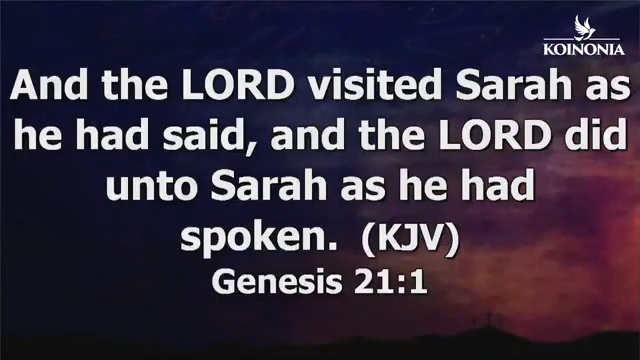 KOINONIA
And the LORD visited Sarah as
he had said, and the LORD did
unto Sarah as he had
spoken. (KJV)
Genesis 21:1